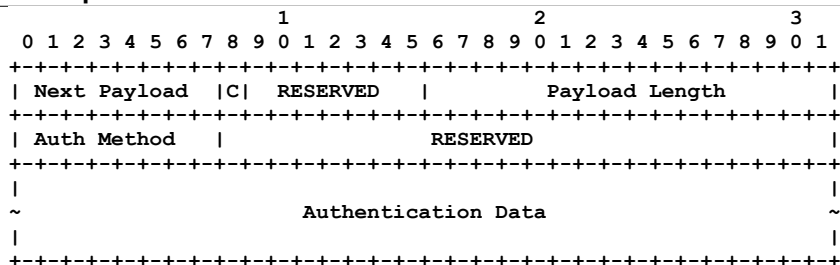 1                   2                   3
 0 1 2 3 4 5 6 7 8 9 0 1 2 3 4 5 6 7 8 9 0 1 2 3 4 5 6 7 8 9 0 1
+-+-+-+-+-+-+-+-+-+-+-+-+-+-+-+-+-+-+-+-+-+-+-+-+-+-+-+-+-+-+-+-+
| Next Payload  |C|  RESERVED   |         Payload Length        |
+-+-+-+-+-+-+-+-+-+-+-+-+-+-+-+-+-+-+-+-+-+-+-+-+-+-+-+-+-+-+-+-+
| Auth Method   |                RESERVED                       |
+-+-+-+-+-+-+-+-+-+-+-+-+-+-+-+-+-+-+-+-+-+-+-+-+-+-+-+-+-+-+-+-+
|                                                               |
~                      Authentication Data                      ~
|                                                               |
+-+-+-+-+-+-+-+-+-+-+-+-+-+-+-+-+-+-+-+-+-+-+-+-+-+-+-+-+-+-+-+-+